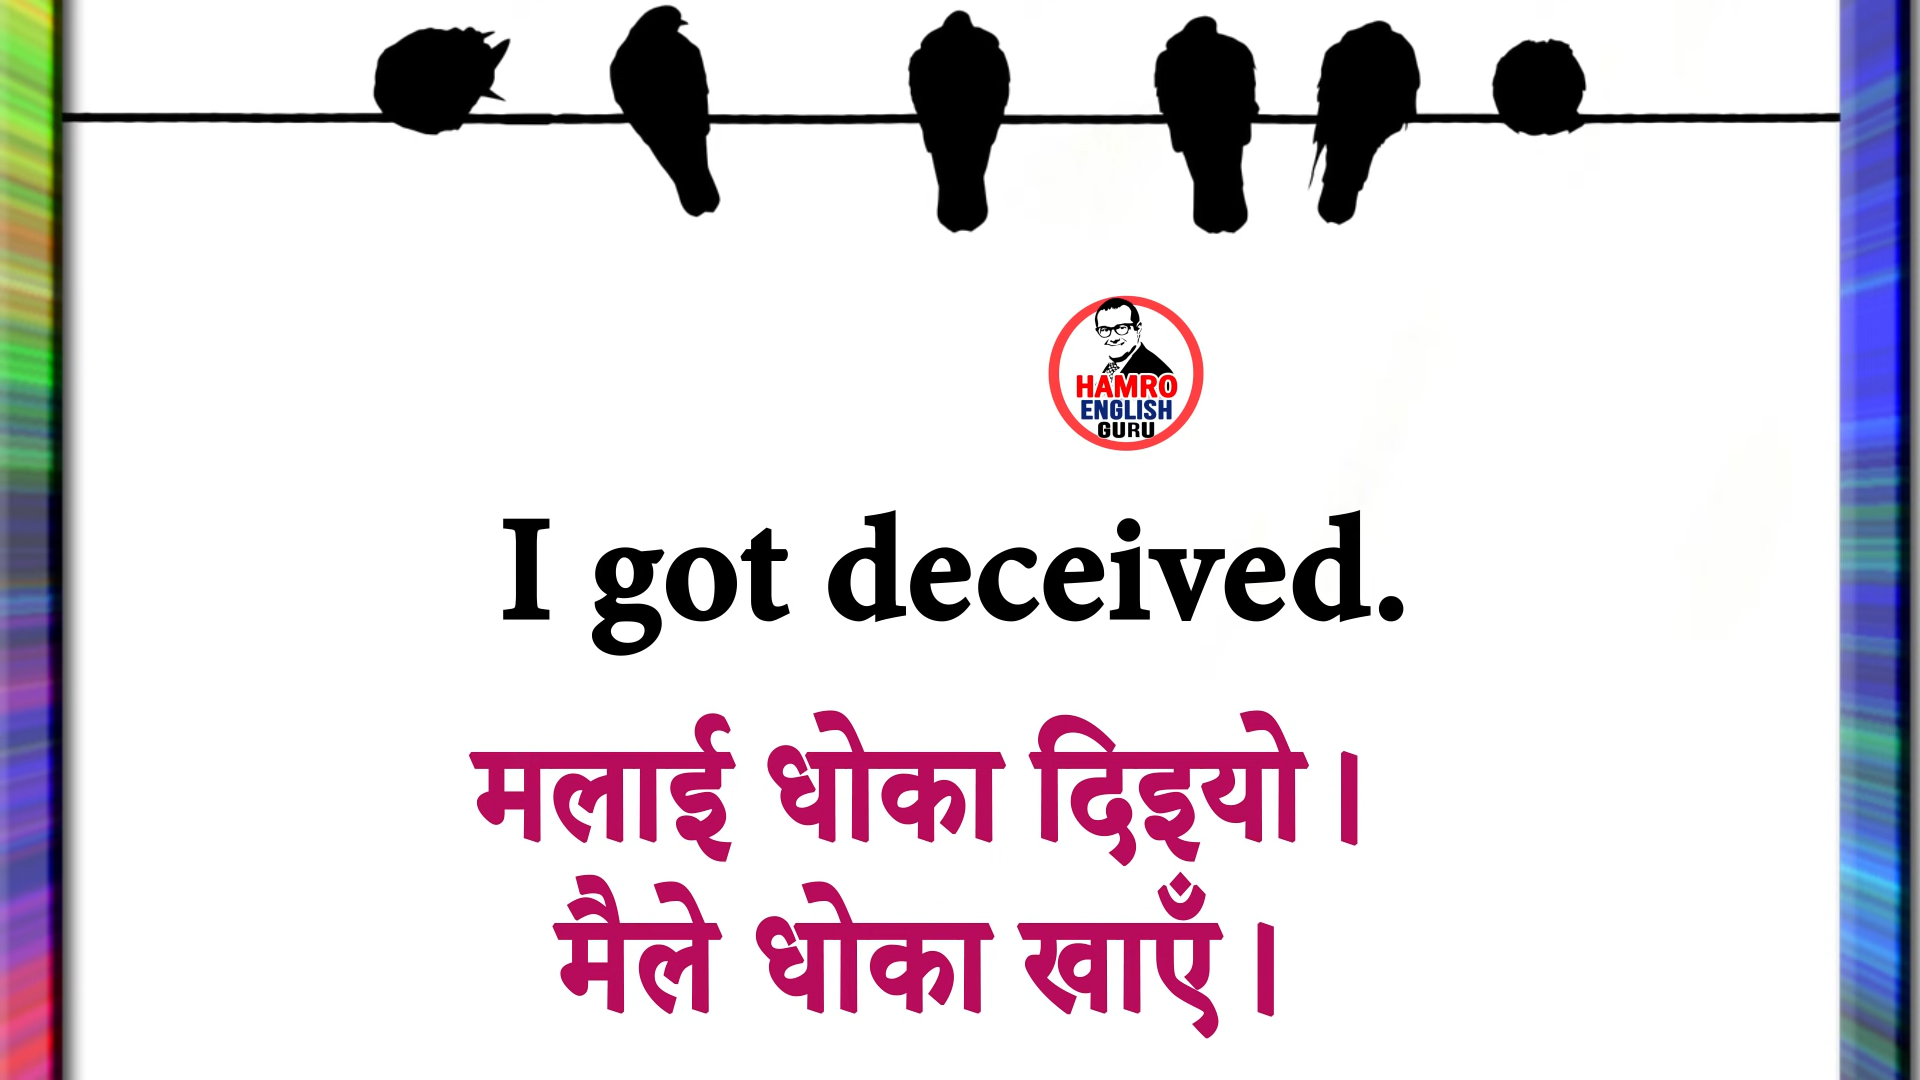 HAMRO
ENGLISH
GURU
I got deceived.
मलाई धोका दिइयो।
मैले धोका खाएँ।